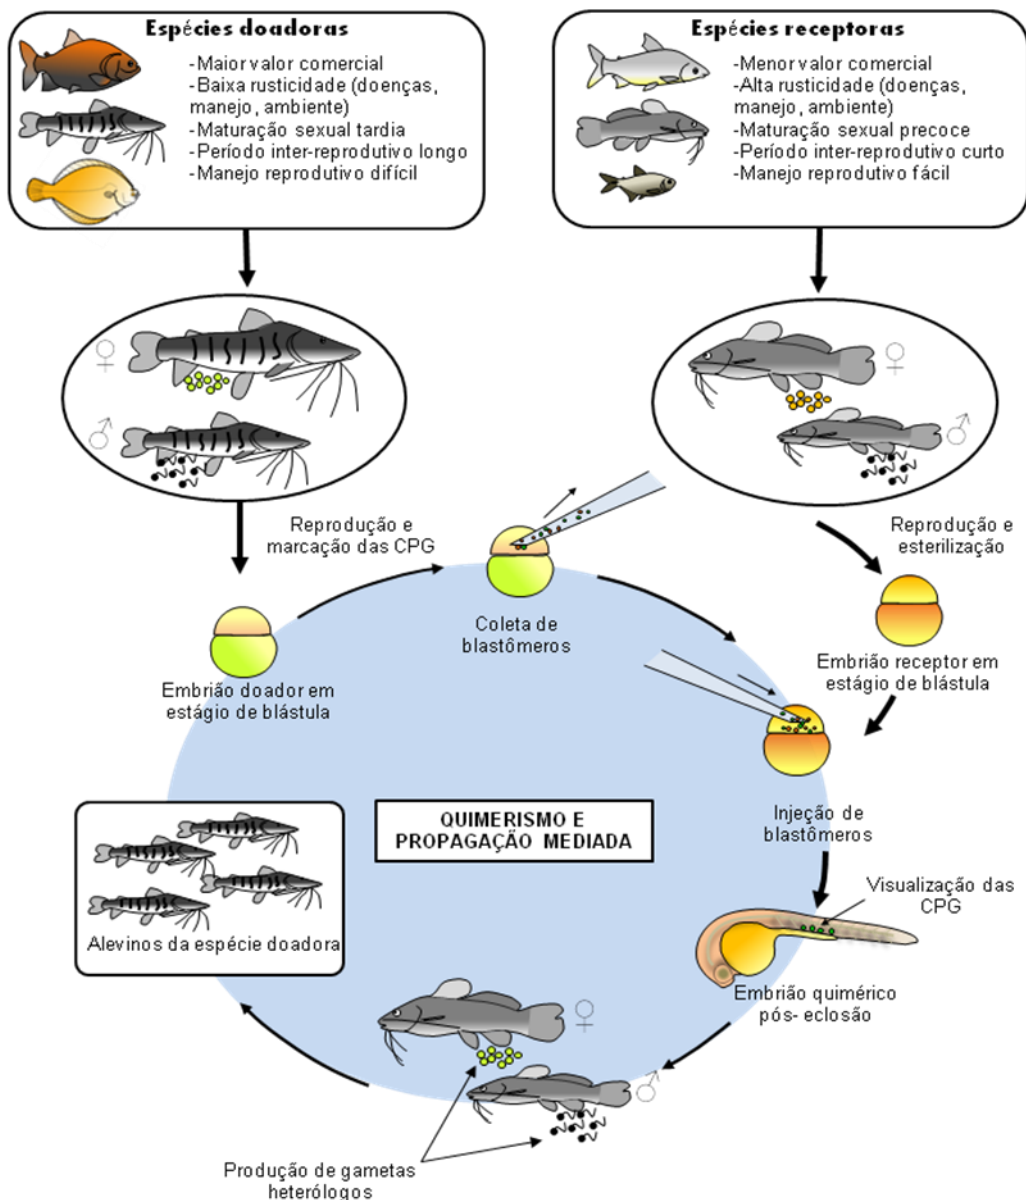 Espécies doadoras
-Maior valor comercial
-Baixa rusticidade (doenças,
manejo, ambiente)
-Maturação sexual tardia
-Período inter-reprodutivo longo
-Manejo reprodutivo difícil
Espécies receptoras
-Menor valor comercial
-Alta rusticidade (doenças,
manejo, ambiente)
-Maturação sexual precoce
-Período inter-reprodutivo curto
-Manejo reprodutivo fácil
♀
♂
♀
♂
Reprodução e
marcação das CPG
Reprodução e
esterilização
Coleta de
blastômeros
Embrião doador em
estágio de blástula
Embrião receptor em
estágio de blástula
Injeção de
blastômeros
QUIMERISMO E
PROPAGAÇÃO MEDIADA
Visualização das
CPG
Alevinos da espécie doadora
Embrião quimérico
pós- eclosão
♀
♂
Produção de gametas
heterólogos